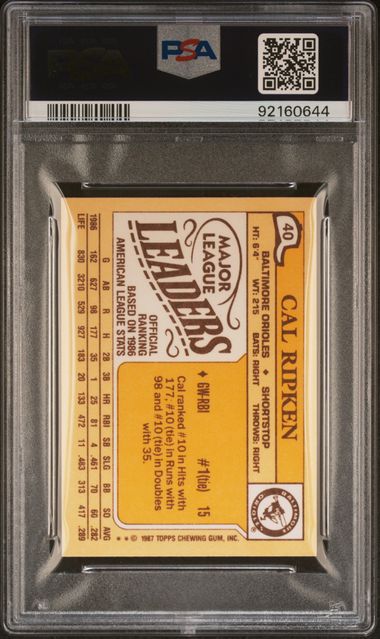 PSA
92160644
40
CAL RIPKEN
BALTIMORE ORIOLES ♦ SHORTSTOP
HT: 6'4" WT: 215 BATS: RIGHT THROWS: RIGHT
MAJOR
LEAGUE
LEADERS
OFFICIAL
RANKING
BASED ON 1986
AMERICAN LEAGUE STATS
♦ GW-RBI #1 (tie) 15
Cal ranked #10 in Hits with
177, #10 (tie) in Runs with
98 and #10 (tie) in Doubles
with 35.
G AB R H 2B 3B HR RBI SB SLG BB SO AVG
1986 162 627 98 177 35 1 25 81 4 .461 70 60 .282
LIFE 830 3210 529 927 183 20 133 472 11 .483 313 417 .289
** © 1987 TOPPS CHEWING GUM, INC.